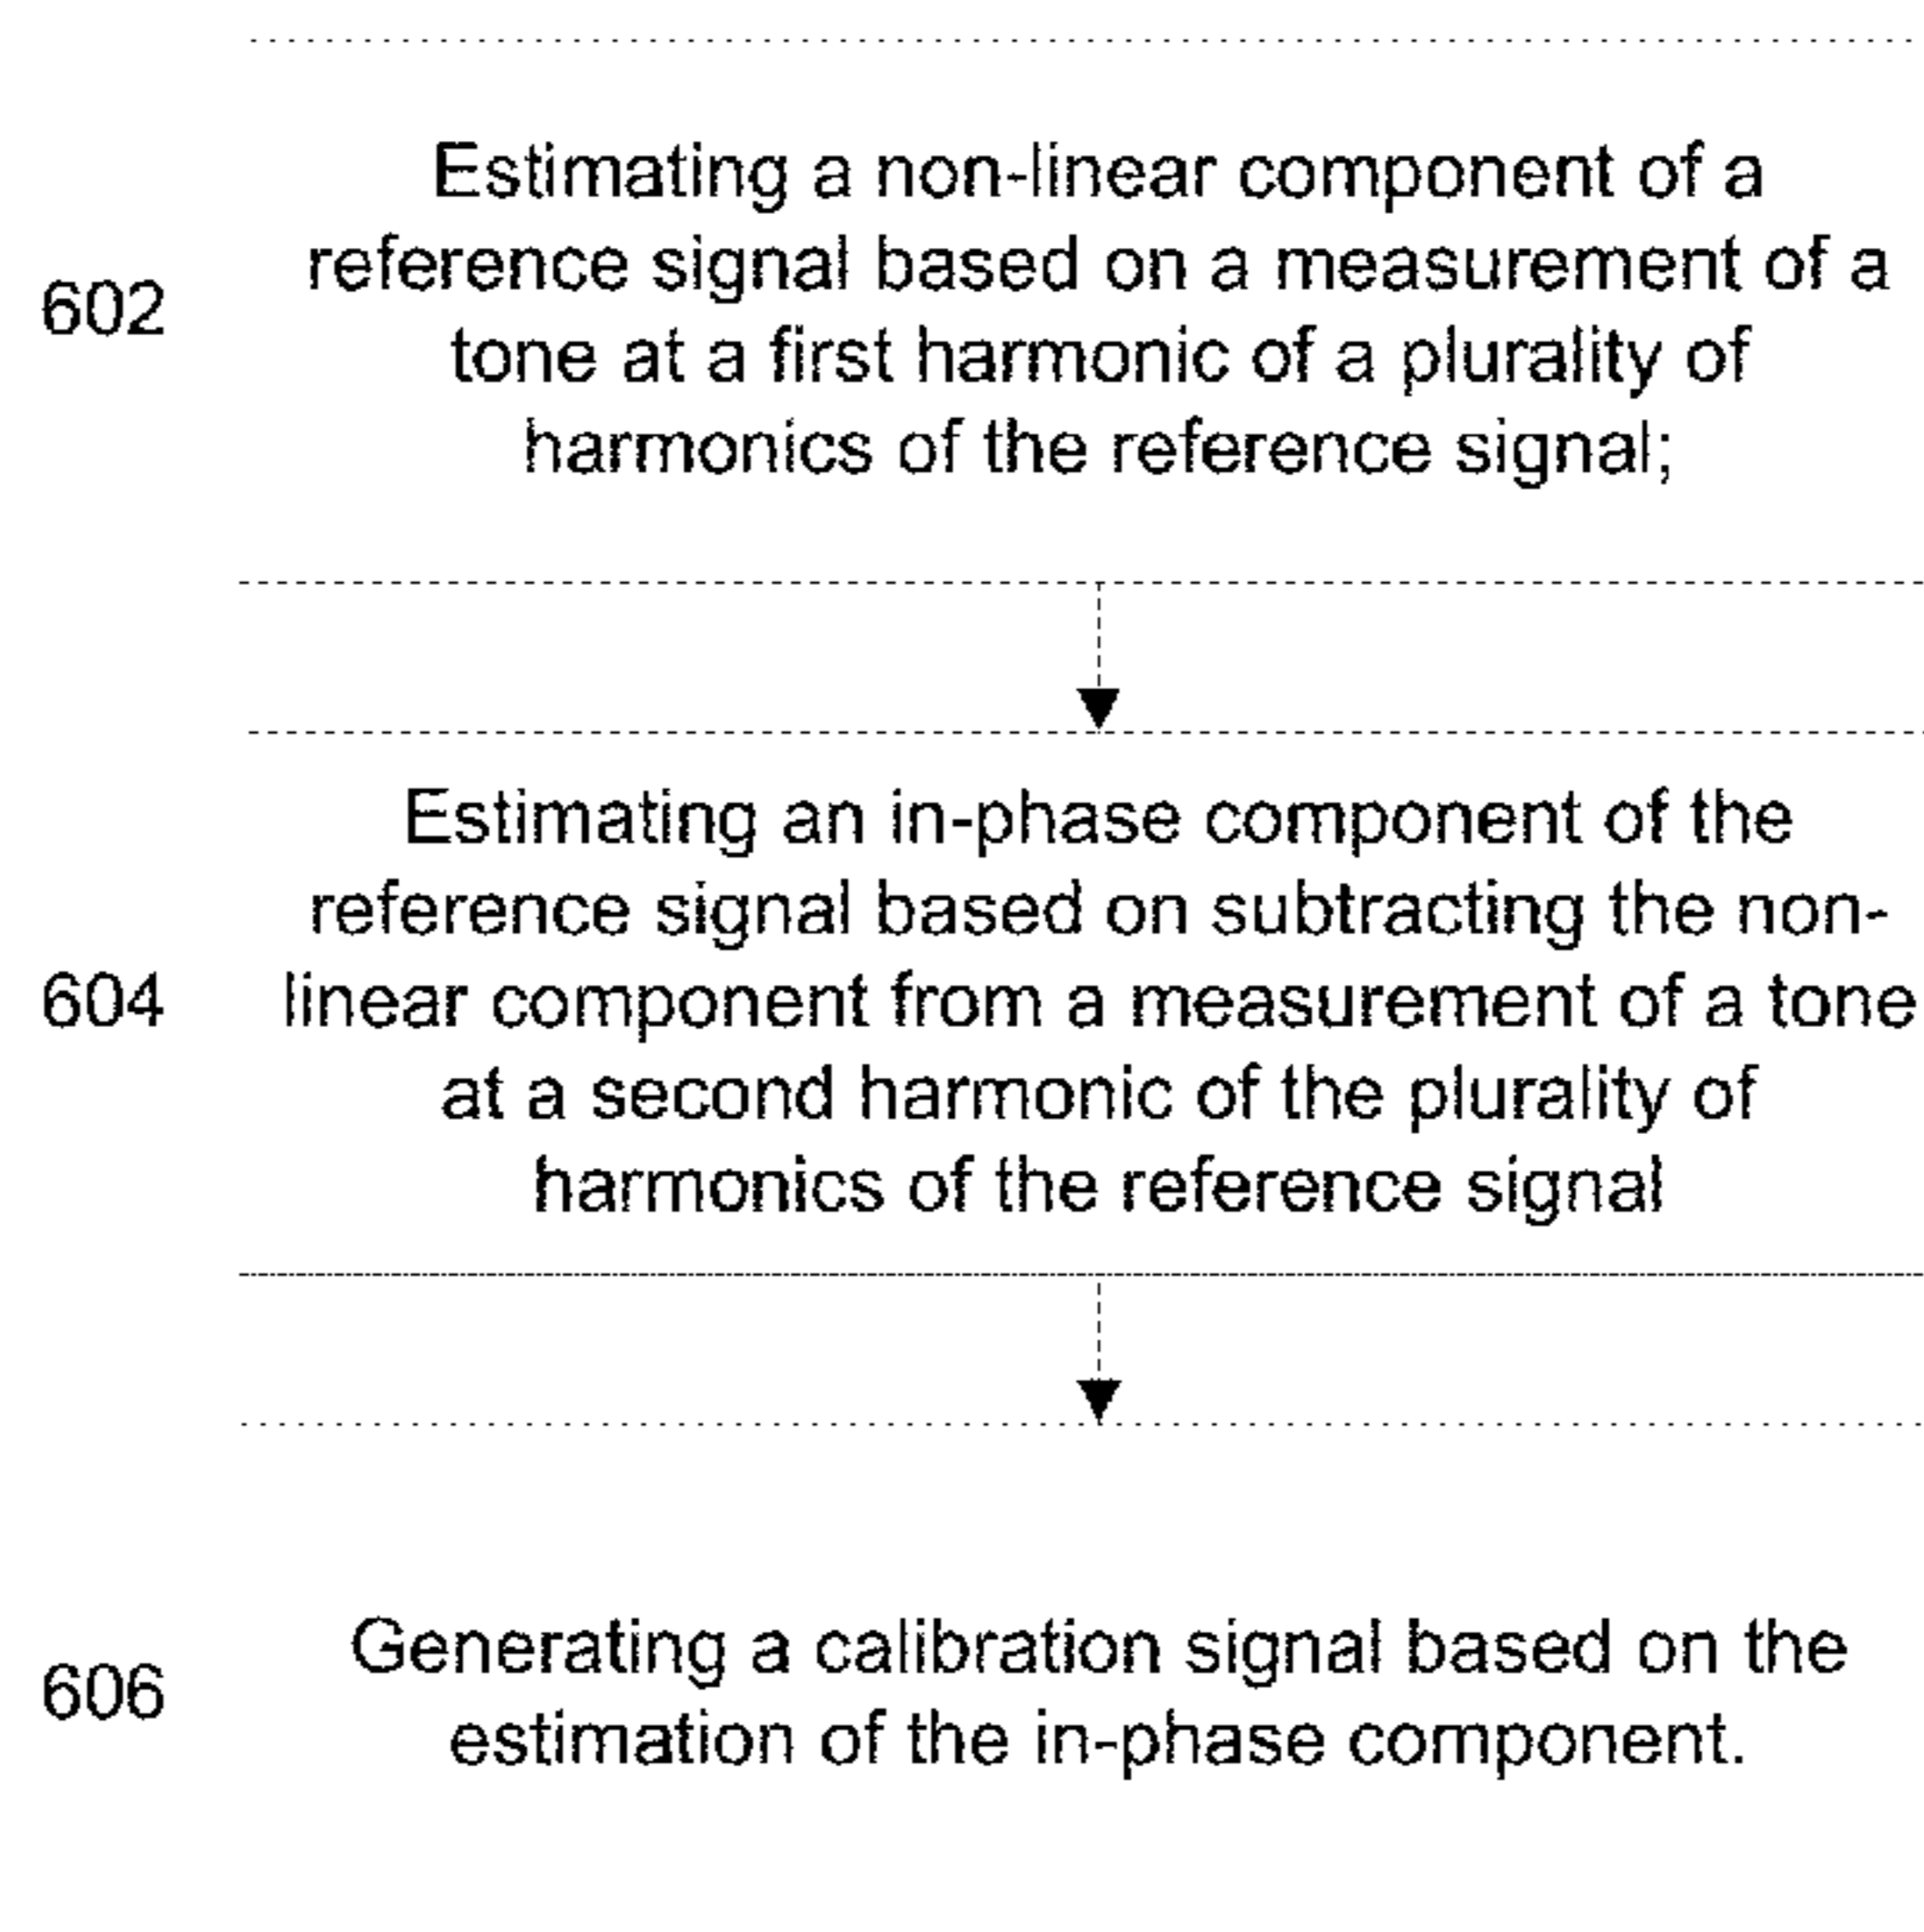 Estimating a non-linear component of a
reference signal based on a measurement of a
602
tone at a first harmonic of a plurality of
harmonics of the reference signal;
Estimating an in-phase component of the
reference signal based on subtracting the non-
604
linear component from a measurement of a tone
at a second harmonic of the plurality of
harmonics of the reference signal
606
Generating a calibration signal based on the
estimation of the in-phase component.